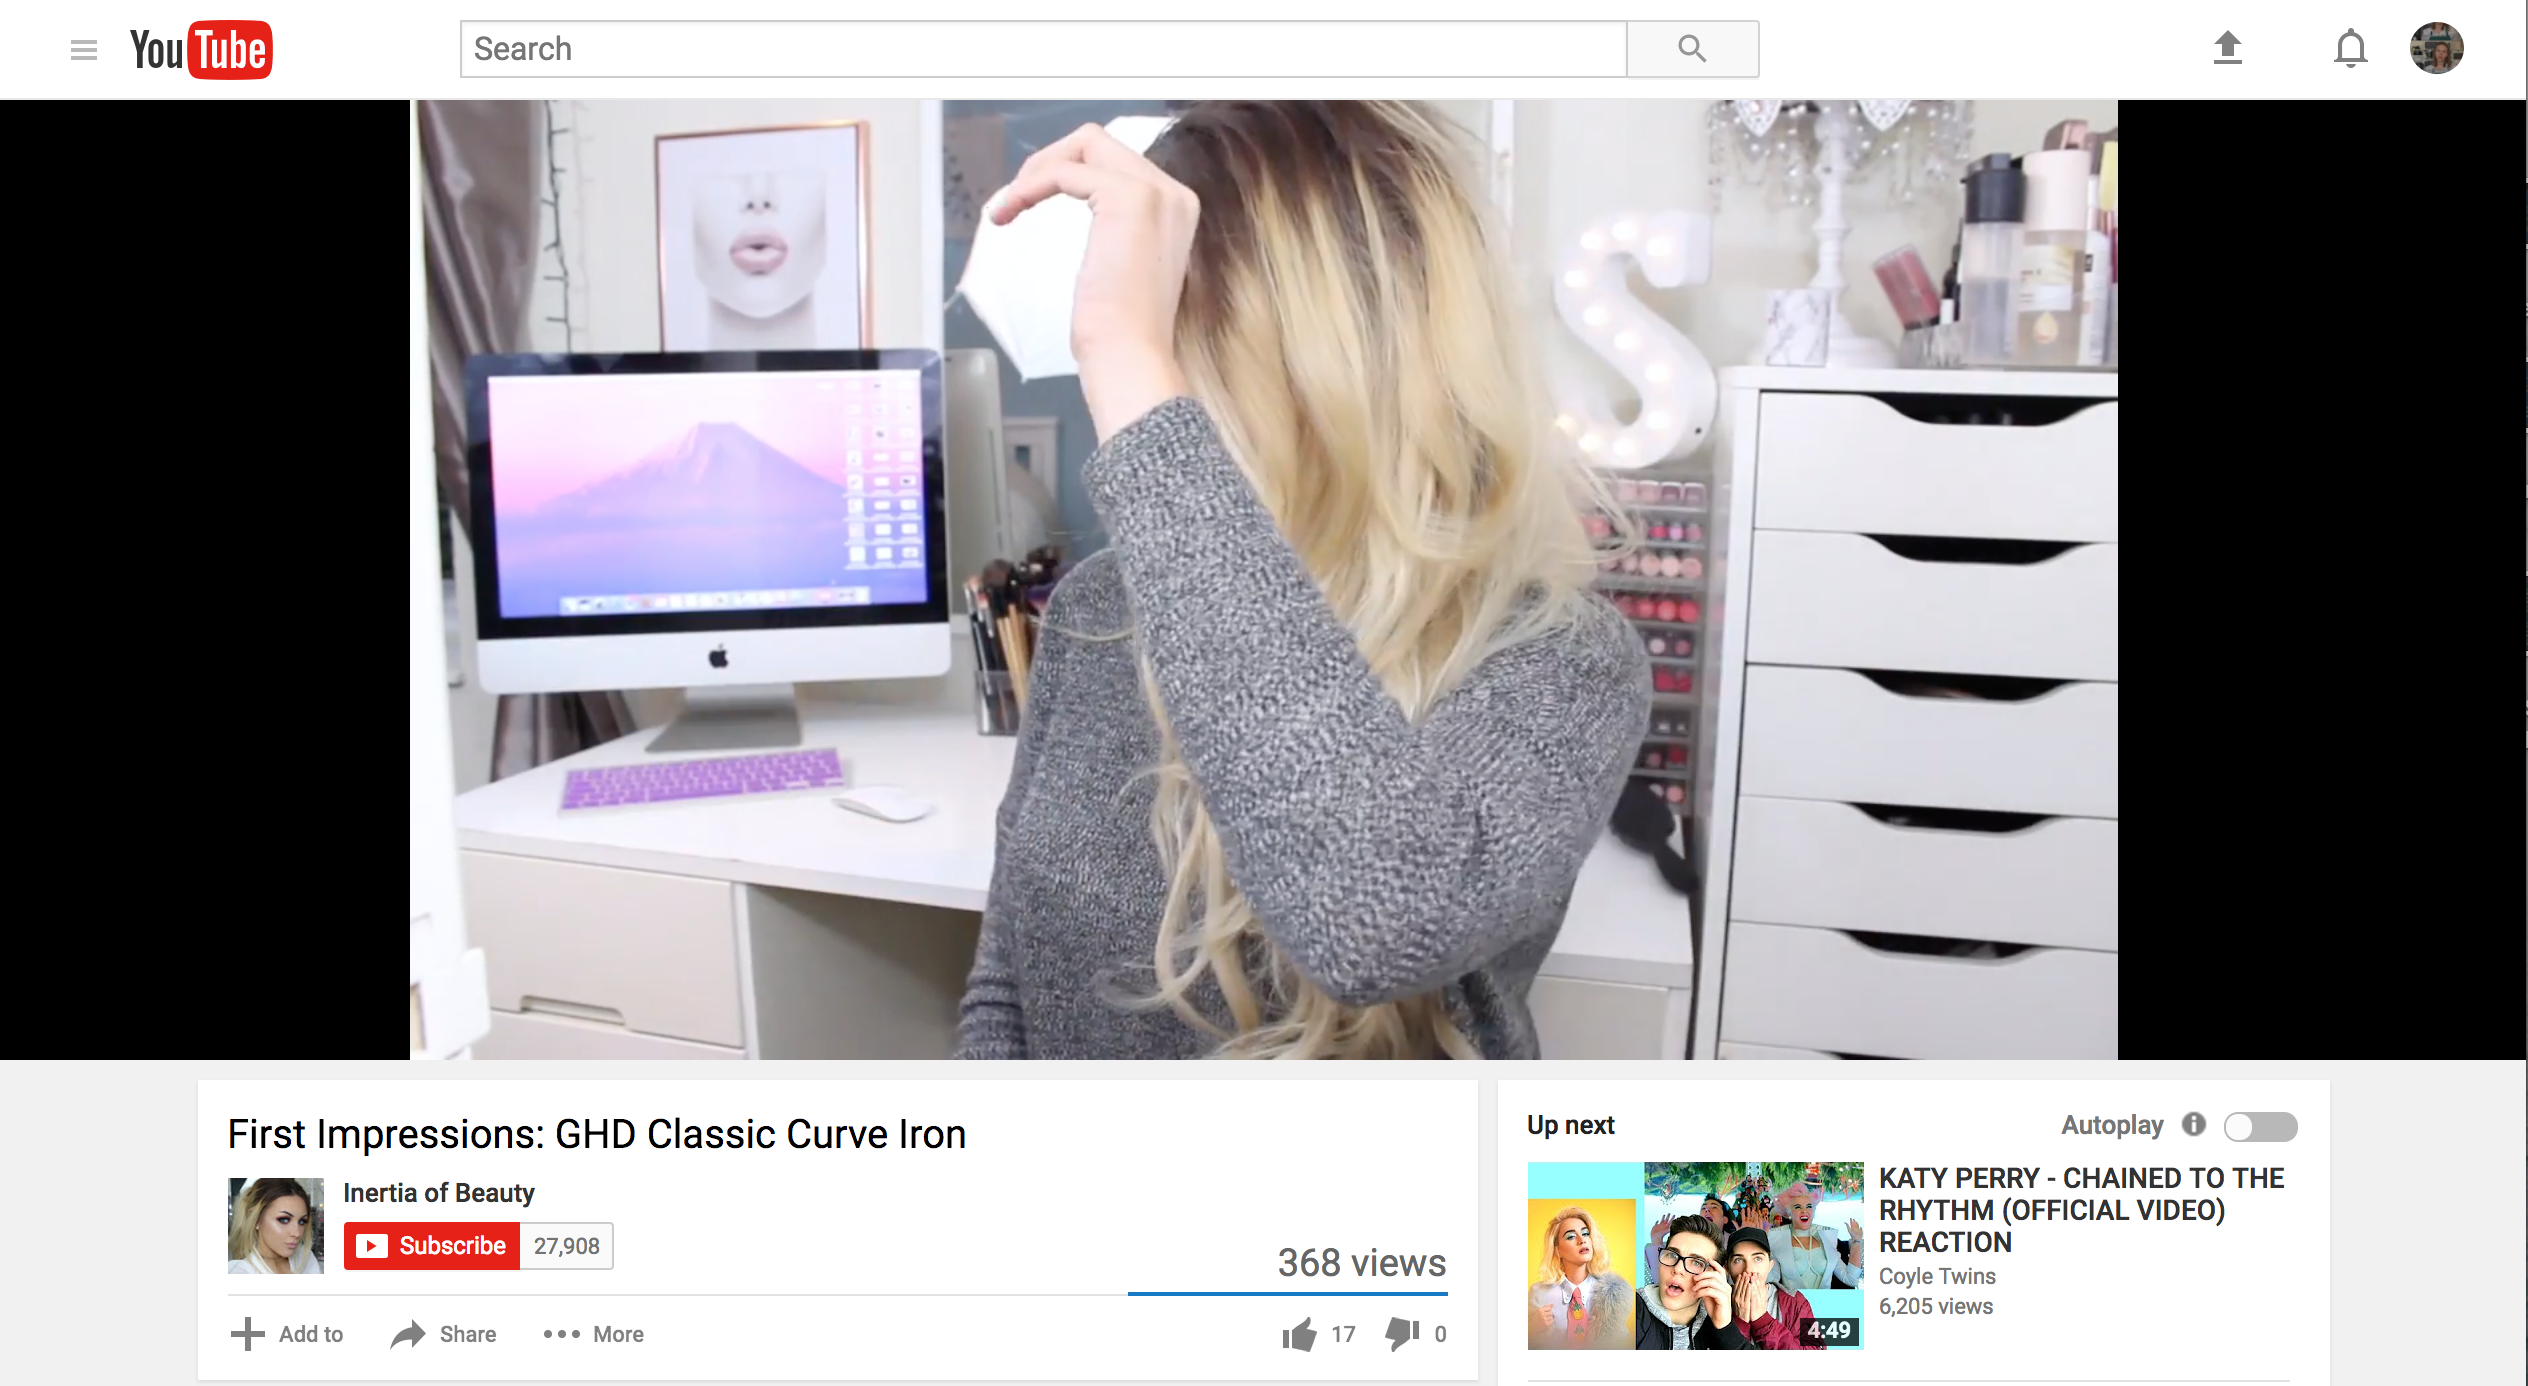 YouTube
Search
S
First Impressions: GHD Classic Curve Iron
Inertia of Beauty
Subscribe 27,908
368 views
Add to Share More 17 0
Up next Autoplay
KATY PERRY - CHAINED TO THE
RHYTHM (OFFICIAL VIDEO)
REACTION
Coyle Twins
6,205 views
4:49